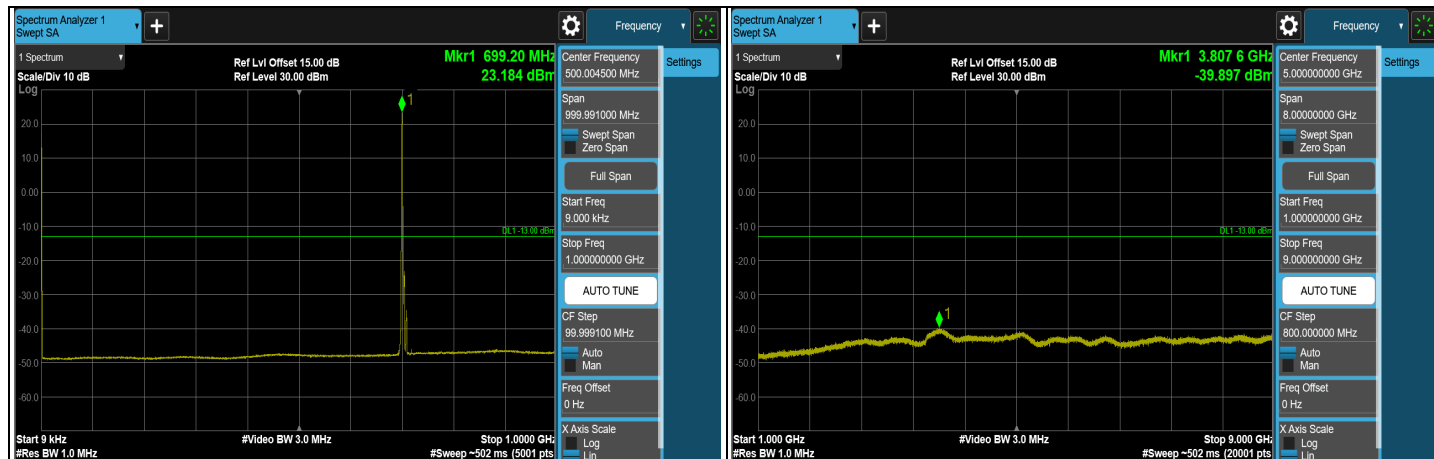 Spectrum Analyzer 1
Swept SA
+
Frequency
1 Spectrum
Scale/Div 10 dB
Ref Lvl Offset 15.00 dB
Ref Level 30.00 dBm
Mkr1 699.20 MHz
23.184 dBm
Log
1
20.0
10.0
0.00
-10.0
-20.0
-30.0
-40.0
-50.0
-60.0
DL1 -13.00 dBm
Start 9 kHz
#Res BW 1.0 MHz
#Video BW 3.0 MHz
Stop 1.0000 GHz
#Sweep ~502 ms (5001 pts
Center Frequency
500.004500 MHz
Settings
Span
999.991000 MHz
Swept Span
Zero Span
Full Span
Start Freq
9.000 kHz
Stop Freq
1.000000000 GHz
AUTO TUNE
CF Step
99.999100 MHz
Auto
Man
Freq Offset
0 Hz
X Axis Scale
Log
Lin
Spectrum Analyzer 1
Swept SA
+
Frequency
1 Spectrum
Scale/Div 10 dB
Ref Lvl Offset 15.00 dB
Ref Level 30.00 dBm
Mkr1 3.807 6 GHz
-39.897 dBm
Log
1
20.0
10.0
0.00
-10.0
-20.0
-30.0
-40.0
-50.0
-60.0
DL1 -13.00 dBm
Start 1.000 GHz
#Res BW 1.0 MHz
#Video BW 3.0 MHz
Stop 9.000 GHz
#Sweep ~502 ms (20001 pts
Center Frequency
5.000000000 GHz
Settings
Span
8.00000000 GHz
Swept Span
Zero Span
Full Span
Start Freq
1.000000000 GHz
Stop Freq
9.000000000 GHz
AUTO TUNE
CF Step
800.000000 MHz
Auto
Man
Freq Offset
0 Hz
X Axis Scale
Log
Lin